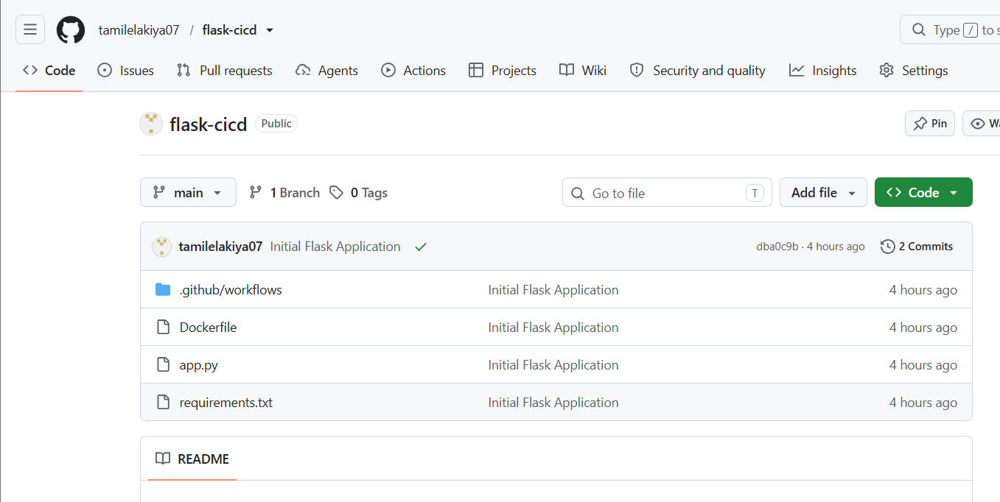 tamilelakiya07 / flask-cicd
Type / to s
Code Issues Pull requests Agents Actions Projects Wiki Security and quality Insights Settings
flask-cicd Public
Pin
main 1 Branch 0 Tags Go to file T Add file Code
tamilelakiya07 Initial Flask Application dba0c9b · 4 hours ago 2 Commits
.github/workflows Initial Flask Application 4 hours ago
Dockerfile Initial Flask Application 4 hours ago
app.py Initial Flask Application 4 hours ago
requirements.txt Initial Flask Application 4 hours ago
README